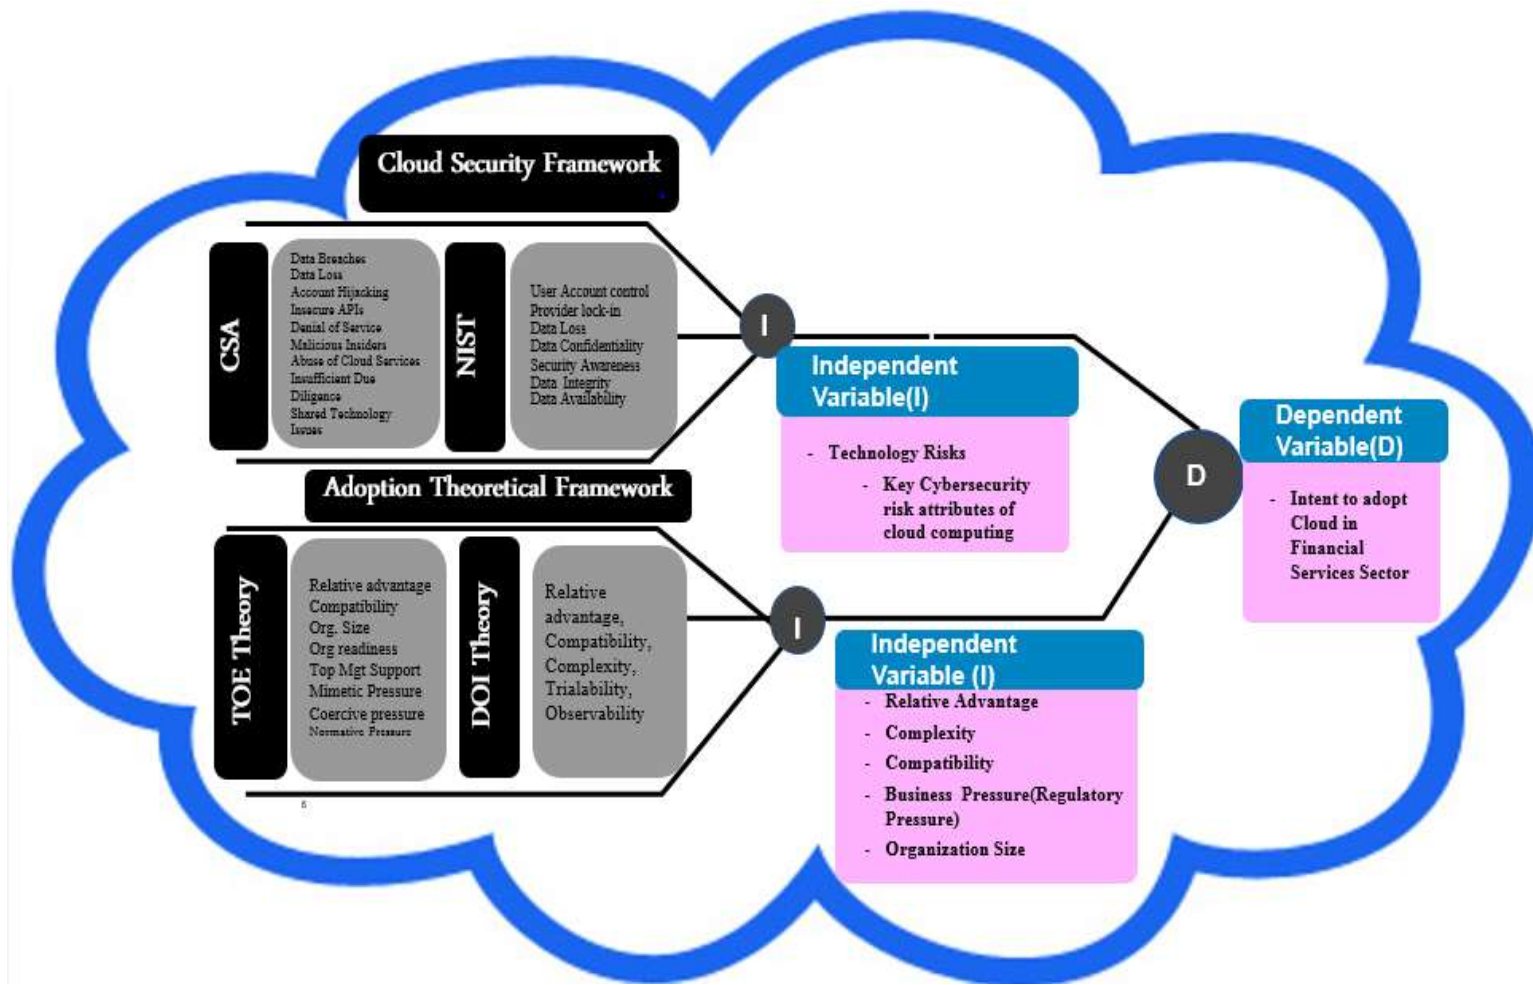 Cloud Security Framework
CSA
Data Breaches
Data Loss
Account Hijacking
Insecure APIs
Denial of Service
Malicious Insiders
Abuse of Cloud Services
Insufficient Due
Diligence
Shared Technology
Issues
NIST
User Account control
Provider lock-in
Data Loss
Data Confidentiality
Security Awareness
Data Integrity
Data Availability
I
Independent
Variable(I)
- Technology Risks
- Key Cybersecurity
risk attributes of
cloud computing
Adoption Theoretical Framework
TOE Theory
Relative advantage
Compatibility
Org. Size
Org readiness
Top Mgt Support
Mimetic Pressure
Coercive pressure
Normative Pressure
DOI Theory
Relative
advantage,
Compatibility,
Complexity,
Trialability,
Observability
I
Independent
Variable (I)
- Relative Advantage
- Complexity
- Compatibility
- Business Pressure(Regulatory
Pressure)
- Organization Size
D
Dependent
Variable(D)
- Intent to adopt
Cloud in
Financial
Services Sector